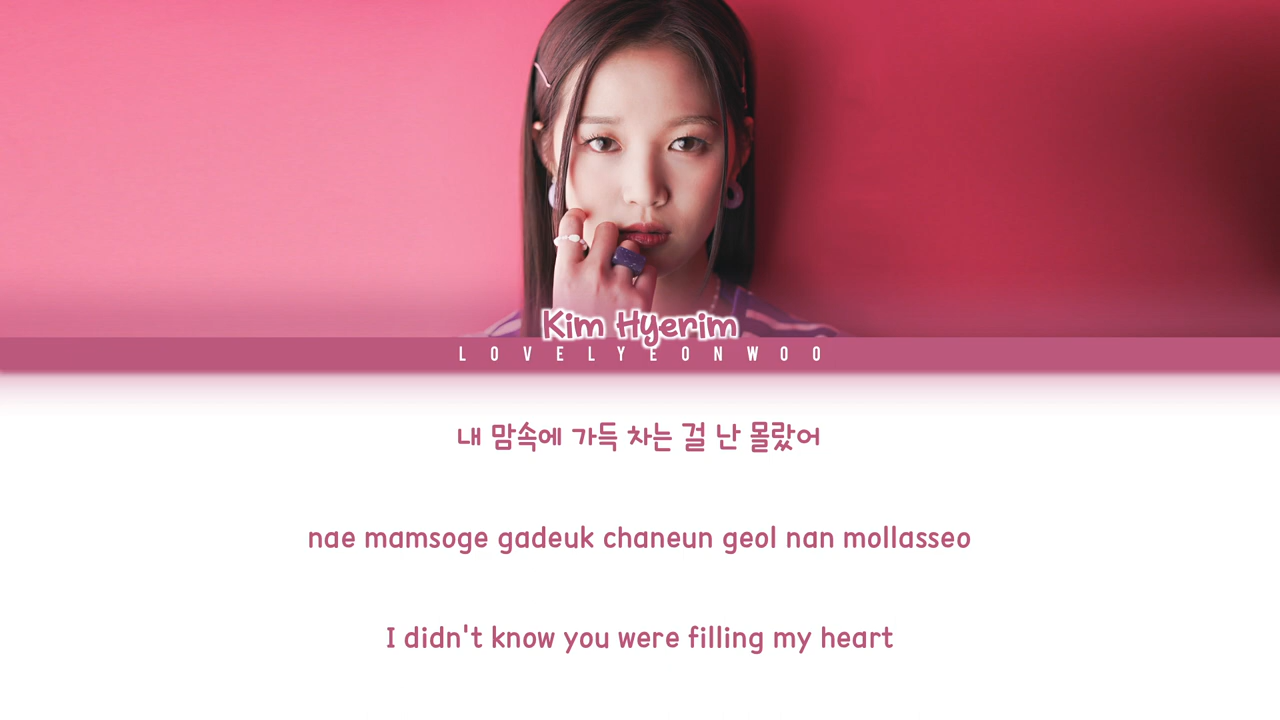 Kim Hyerim
LOVELYEONWOO
내 맘속에 가득 차는 걸 난 몰랐어
nae mamsoge gadeuk chaneun geol nan mollasseo
I didn't know you were filling my heart